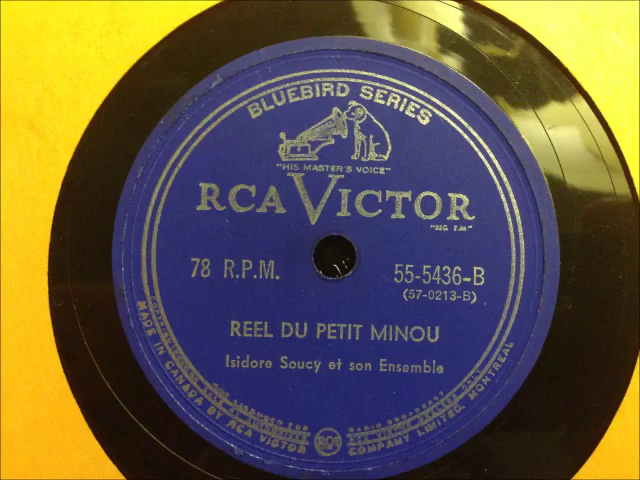 BLUEBIRD SERIES
"HIS MASTER'S VOICE"
RCA VICTOR
78 R.P.M.
55-5436-B
(57-0213-B)
REEL DU PETIT MINOU
Isidore Soucy et son Ensemble
MADE IN CANADA BY RCA VICTOR COMPANY LIMITED, MONTREAL
RCA